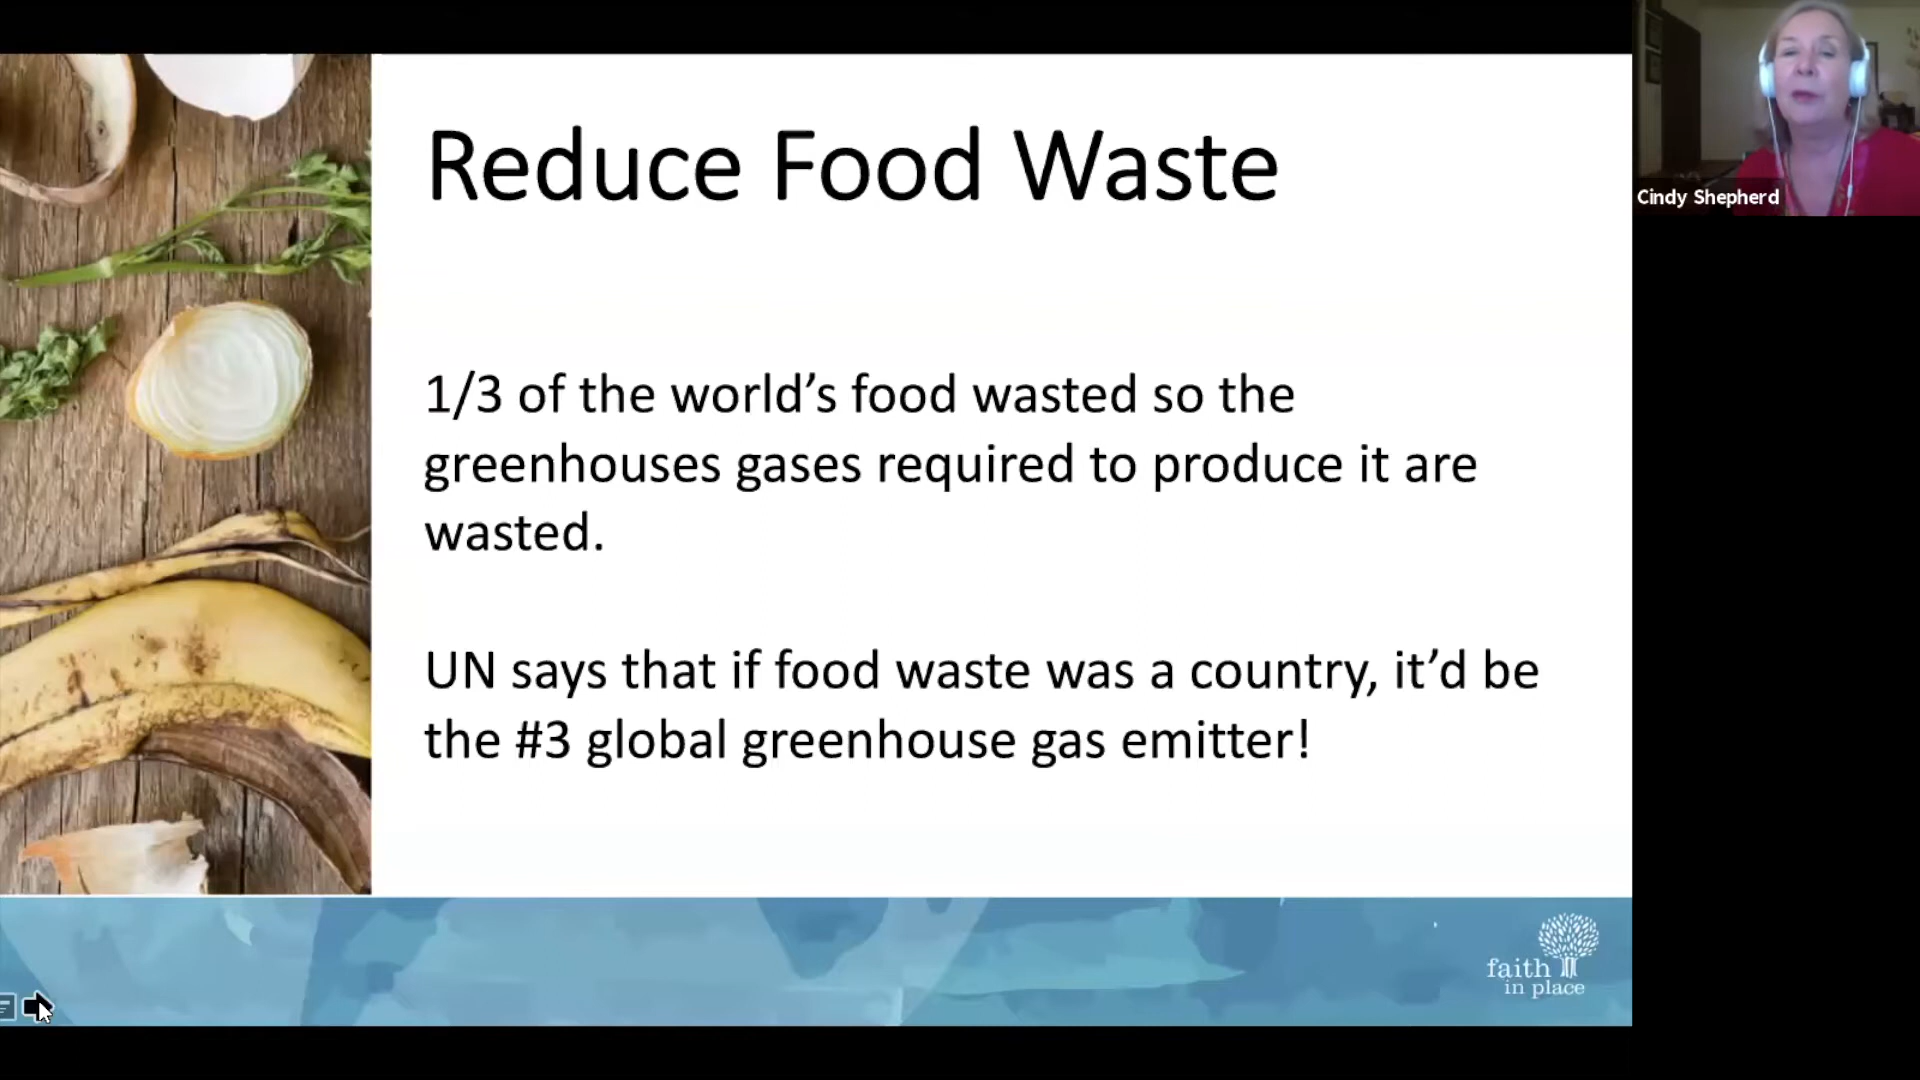 Reduce Food Waste
1/3 of the world’s food wasted so the
greenhouses gases required to produce it are
wasted.
UN says that if food waste was a country, it’d be
the #3 global greenhouse gas emitter!
faith
in place
Cindy Shepherd